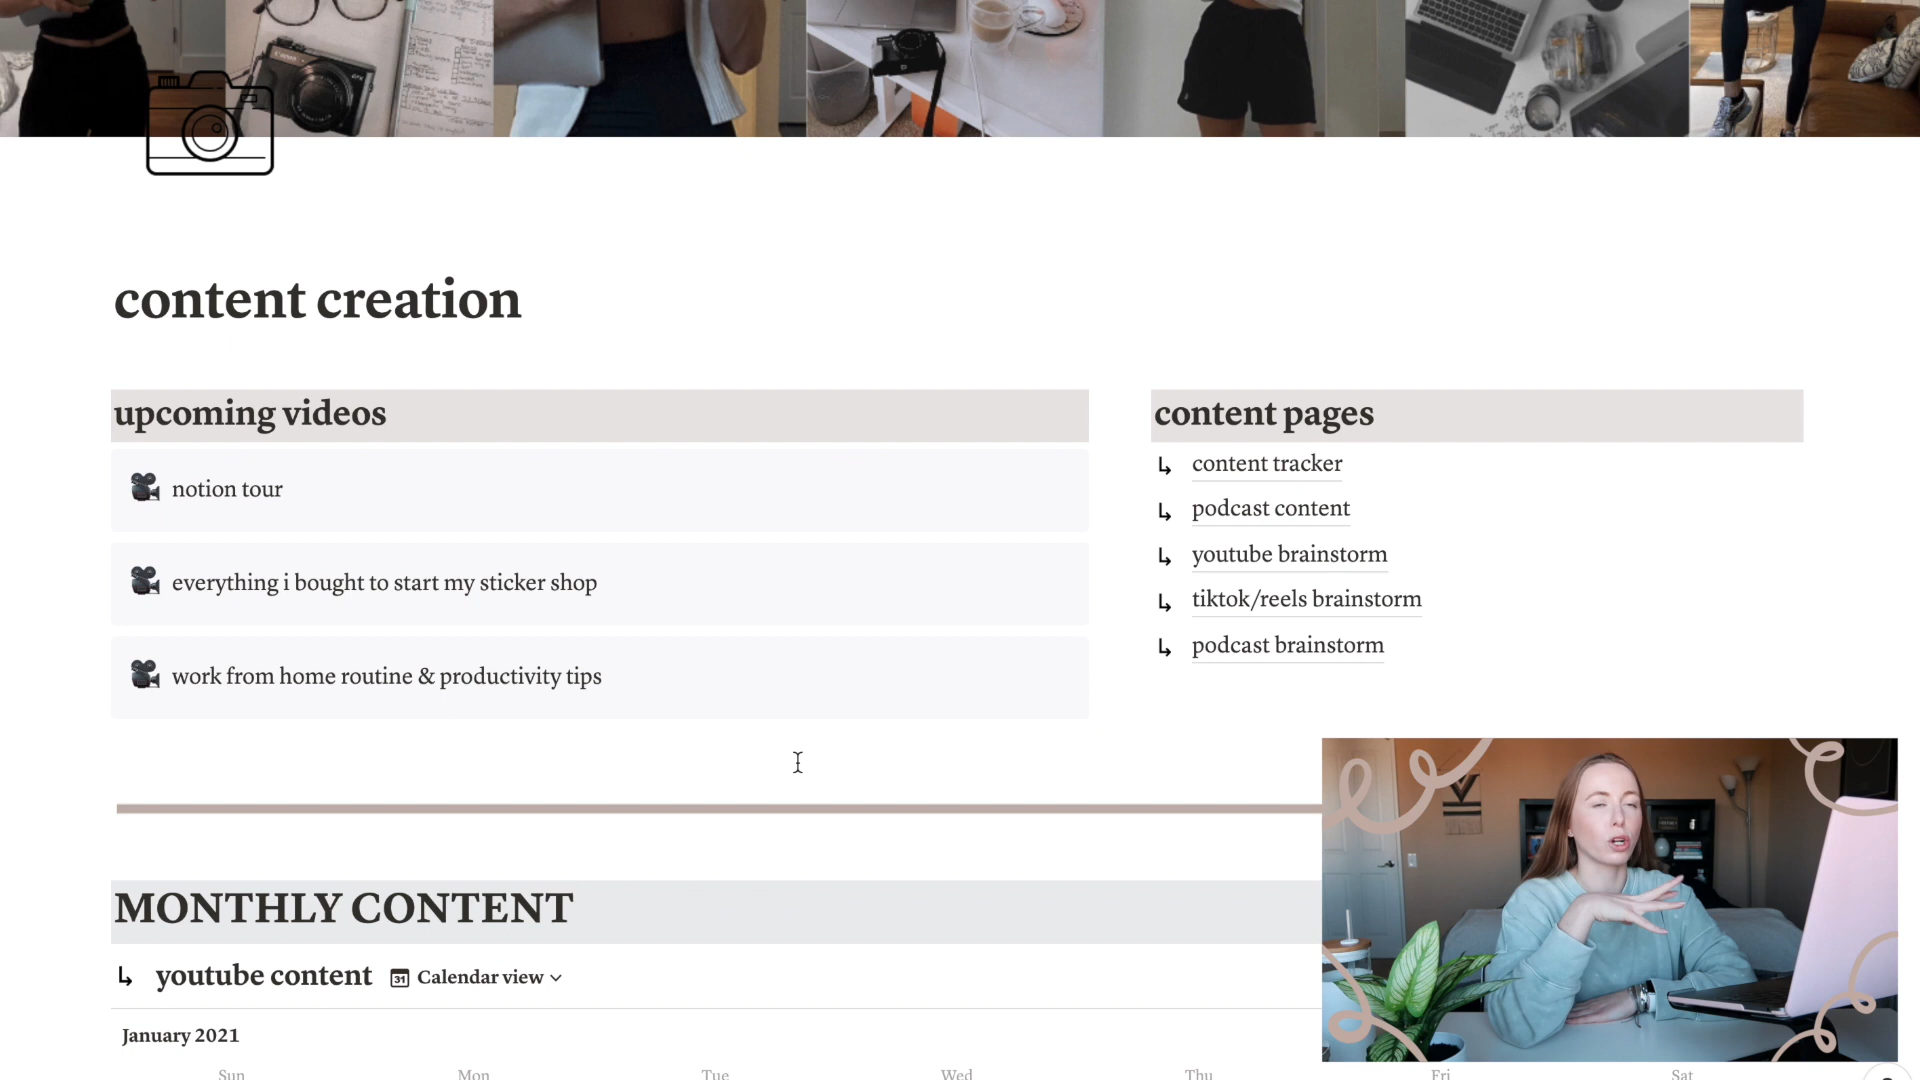 content creation
upcoming videos
notion tour
everything i bought to start my sticker shop
work from home routine & productivity tips
content pages
content tracker
podcast content
youtube brainstorm
tiktok/reels brainstorm
podcast brainstorm
MONTHLY CONTENT
youtube content 31 Calendar view
January 2021
Sun Mon Tue Wed Thu Fri Sat